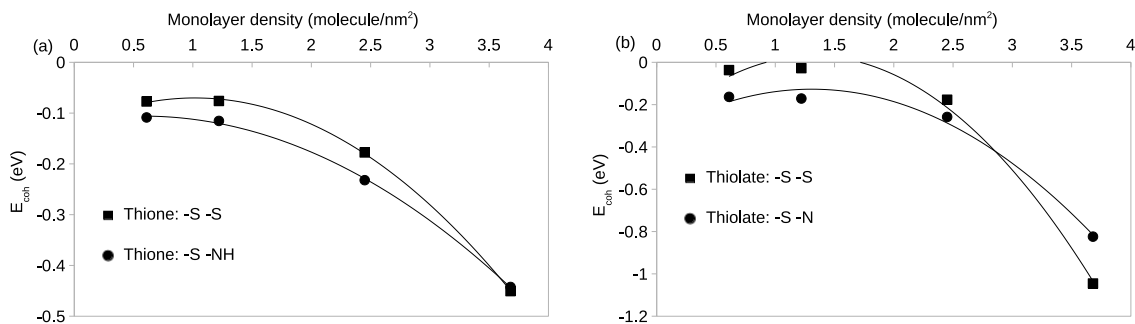 Monolayer density (molecule/nm²)
(a)
0 0.5 1 1.5 2 2.5 3 3.5 4
0
-0.1
-0.2
-0.3
-0.4
-0.5
E_coh (eV)
Thione: -S -S
Thione: -S -NH
Monolayer density (molecule/nm²)
(b)
0 0.5 1 1.5 2 2.5 3 3.5 4
0
-0.2
-0.4
-0.6
-0.8
-1
-1.2
E_coh (eV)
Thiolate: -S -S
Thiolate: -S -N